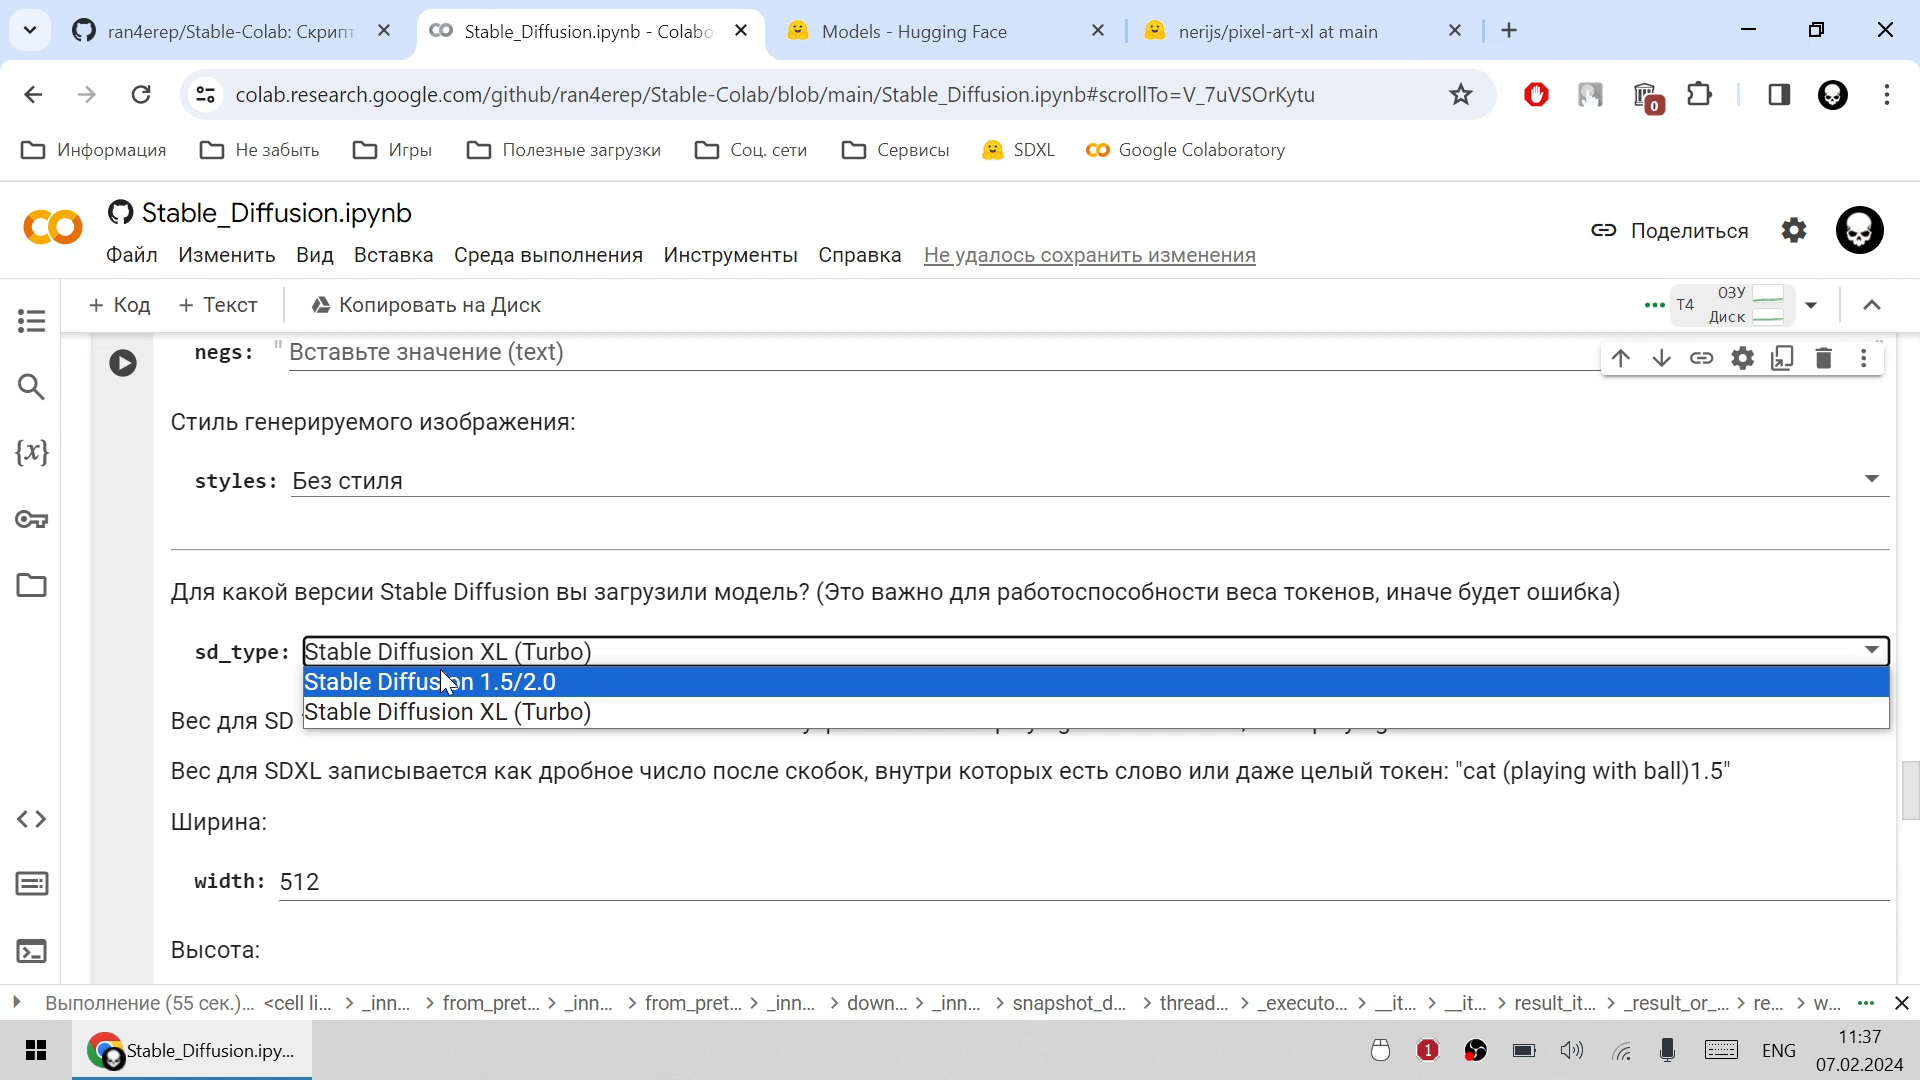 ran4erep/Stable-Colab: Скрипт
Stable_Diffusion.ipynb - Colabo
Models - Hugging Face
nerijs/pixel-art-xl at main
colab.research.google.com/github/ran4erep/Stable-Colab/blob/main/Stable_Diffusion.ipynb#scrollTo=V_7uVSOrKytu
0
Информация
Не забыть
Игры
Полезные загрузки
Соц. сети
Сервисы
SDXL
Google Colaboratory
Stable_Diffusion.ipynb
Поделиться
Файл Изменить Вид Вставка Среда выполнения Инструменты Справка Не удалось сохранить изменения
+ Код + Текст Копировать на Диск
T4 ОЗУ
Диск
negs: " Вставьте значение (text)
Стиль генерируемого изображения:
styles: Без стиля
Для какой версии Stable Diffusion вы загрузили модель? (Это важно для работоспособности веса токенов, иначе будет ошибка)
sd_type: Stable Diffusion XL (Turbo)
Stable Diffusion 1.5/2.0
Stable Diffusion XL (Turbo)
Вес для SD
Вес для SDXL записывается как дробное число после скобок, внутри которых есть слово или даже целый токен: "cat (playing with ball)1.5"
Ширина:
width: 512
Высота:
Выполнение (55 сек.)... <cell li... > _inn... > from_pret... > _inn... > from_pret... > _inn... > down... > _inn... > snapshot_d... > thread... > _executo... > __it... > __it... > result_it... > _result_or_... > re... > w...
Stable_Diffusion.ipy...
1
ENG
11:37
07.02.2024